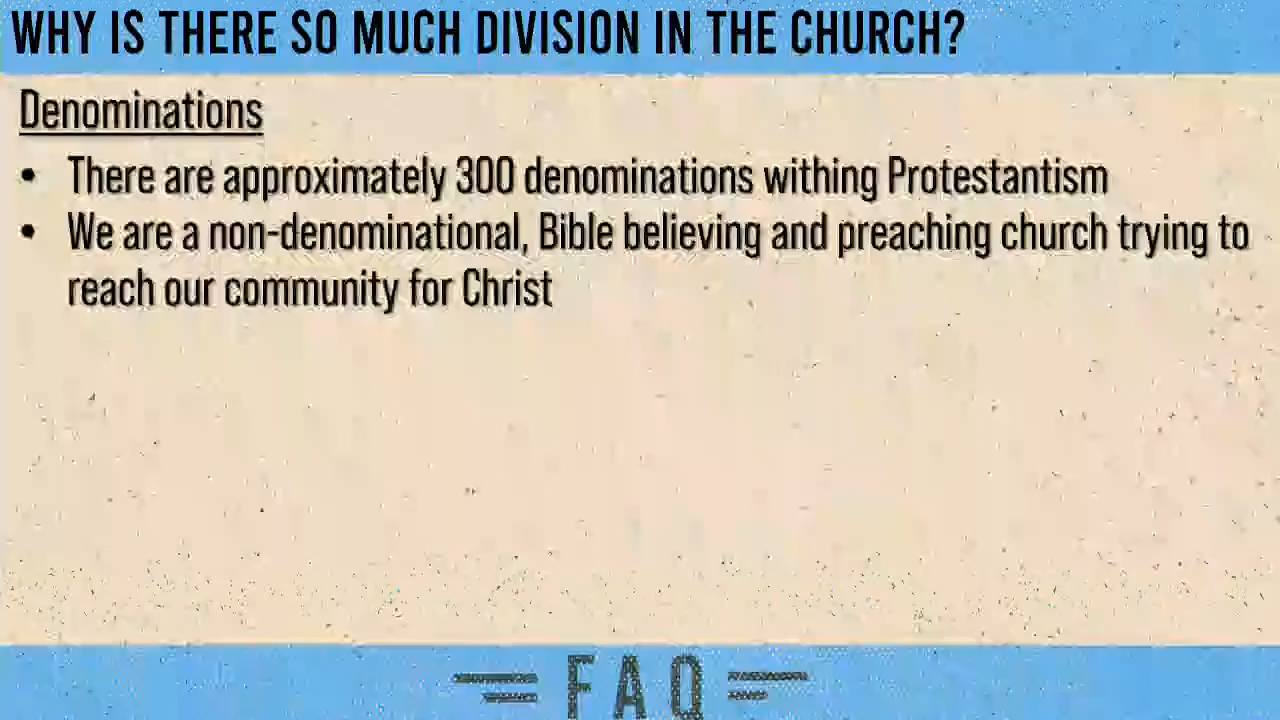 WHY IS THERE SO MUCH DIVISION IN THE CHURCH?
Denominations
• There are approximately 300 denominations withing Protestantism
• We are a non-denominational, Bible believing and preaching church trying to
reach our community for Christ
FAQ